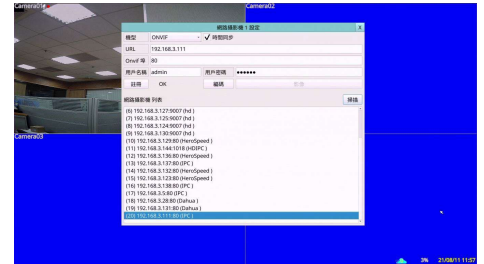 Camera01
Camera02
網路攝影機 1 設定
X
機型
ONVIF
✓ 時間同步
URL
192.168.3.111
Onvif 埠
80
用戶名稱
admin
用戶密碼
••••••
註冊
OK
編碼
影像
網路攝影機 列表
掃描
(6) 192.168.3.127:9007 (hd )
(7) 192.168.3.125:9007 (hd )
(8) 192.168.3.124:9007 (hd )
(9) 192.168.3.130:9007 (hd )
(10) 192.168.3.129:80 (HeroSpeed )
(11) 192.168.3.144:1018 (HDIPC )
(12) 192.168.3.136:80 (HeroSpeed )
(13) 192.168.3.137:80 (IPC )
(14) 192.168.3.132:80 (HeroSpeed )
(15) 192.168.3.123:80 (HeroSpeed )
(16) 192.168.3.138:80 (IPC )
(17) 192.168.3.5:80 (IPC )
(18) 192.168.3.28:80 (Dahua )
(19) 192.168.3.131:80 (Dahua )
(20) 192.168.3.111:80 (IPC )
Camera03
3%
21/08/11 11:57